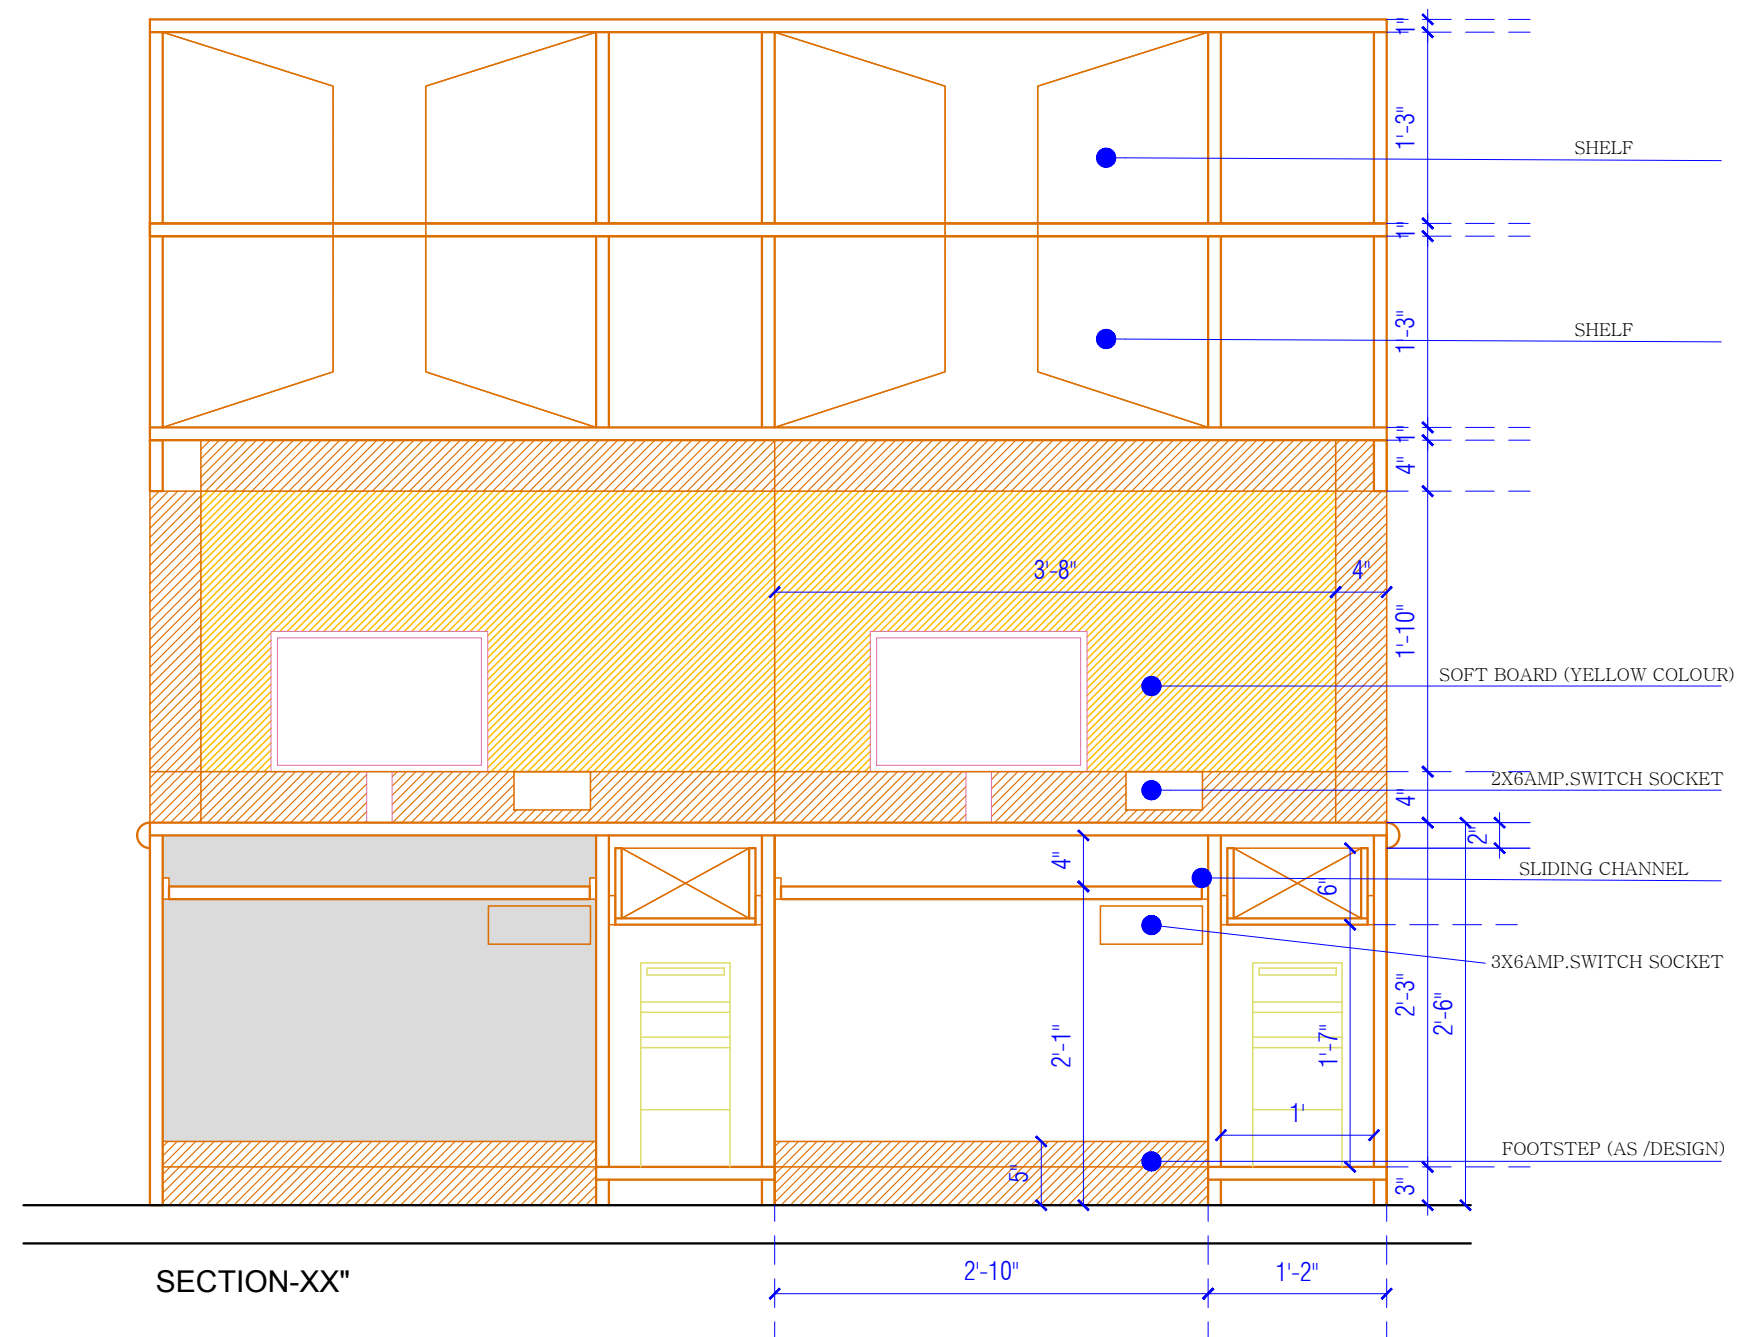 1"
1'-3"
SHELF
1"
1'-3"
SHELF
1"
4"
3'-8"
4"
1'-10"
SOFT BOARD (YELLOW COLOUR)
2X6AMP.SWITCH SOCKET
4"
2"
4"
SLIDING CHANNEL
6"
3X6AMP.SWITCH SOCKET
2'-3"
2'-6"
2'-1"
1'-7"
1'
FOOTSTEP (AS /DESIGN)
5"
3"
SECTION-XX"
2'-10"
1'-2"